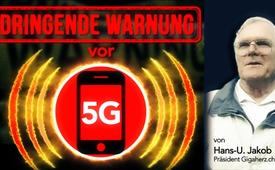 DRINGENDE WARNUNG
vor
5G
von
Hans-U. Jakob
Präsident Gigaherz.ch